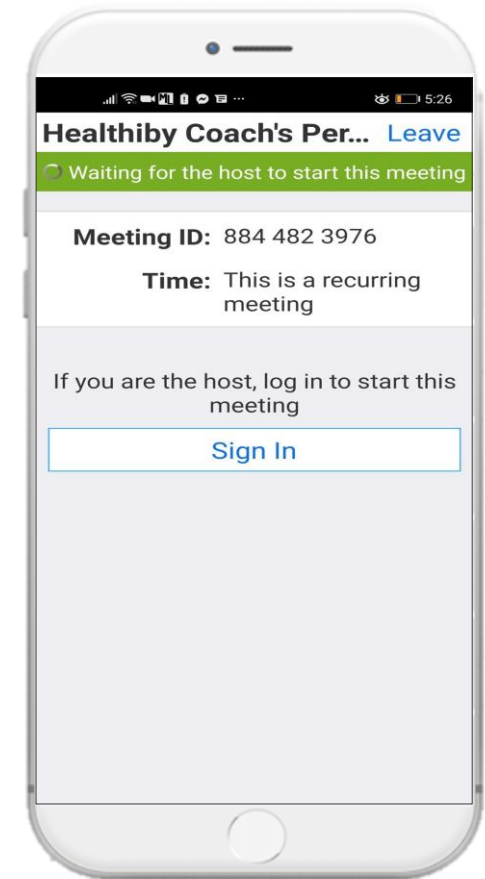 5:26
Healthiby Coach's Per... Leave
Waiting for the host to start this meeting
Meeting ID: 884 482 3976
Time: This is a recurring
meeting
If you are the host, log in to start this
meeting
Sign In